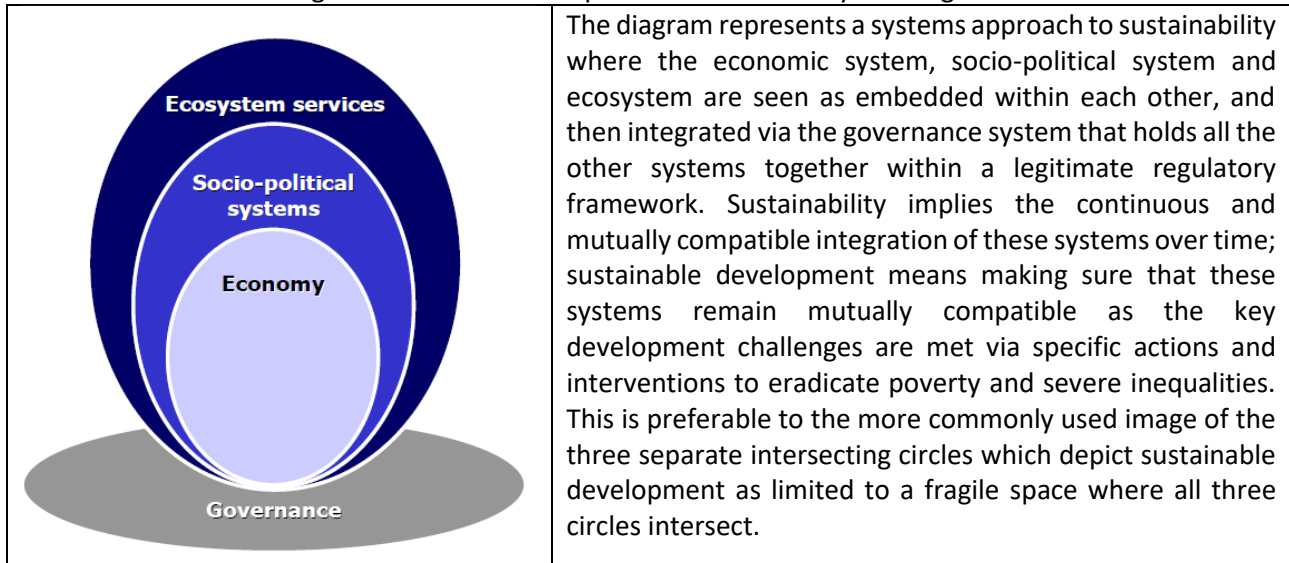 Ecosystem services
Socio-political
systems
Economy
Governance
The diagram represents a systems approach to sustainability
where the economic system, socio-political system and
ecosystem are seen as embedded within each other, and
then integrated via the governance system that holds all the
other systems together within a legitimate regulatory
framework. Sustainability implies the continuous and
mutually compatible integration of these systems over time;
sustainable development means making sure that these
systems remain mutually compatible as the key
development challenges are met via specific actions and
interventions to eradicate poverty and severe inequalities.
This is preferable to the more commonly used image of the
three separate intersecting circles which depict sustainable
development as limited to a fragile space where all three
circles intersect.